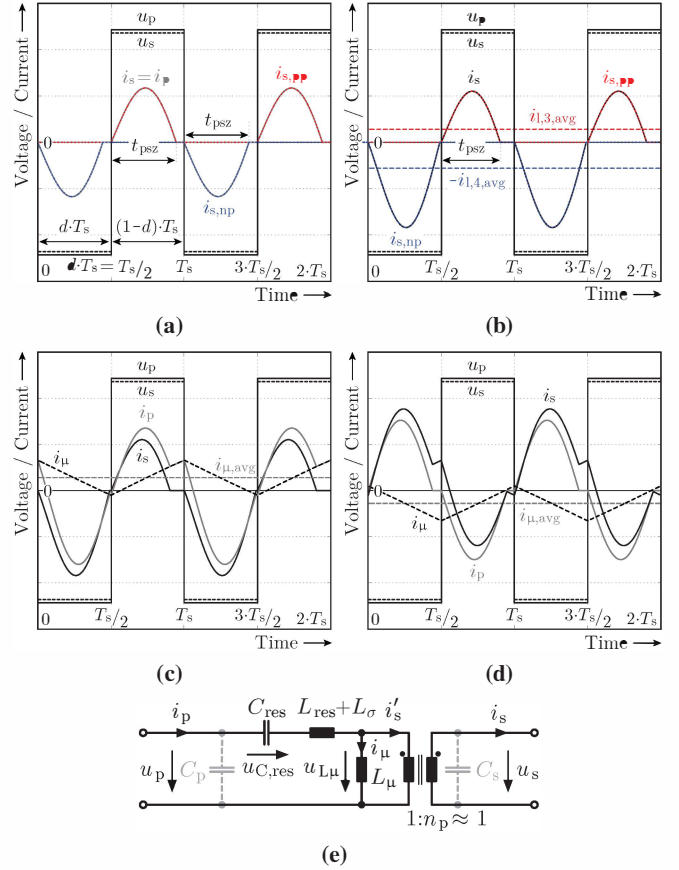 Voltage / Current
u_p
u_s
i_s = i_p
i_s,pp
t_psz
t_psz
0
i_s,np
d·T_s
(1-d)·T_s
0
d·T_s = T_s/2
T_s
3·T_s/2
2·T_s
Time
(a)
Voltage / Current
u_p
u_s
i_s
i_s,pp
i_l,3,avg
0
t_psz
-i_l,4,avg
i_s,np
0
T_s/2
T_s
3·T_s/2
2·T_s
Time
(b)
Voltage / Current
u_p
u_s
i_p
i_μ
i_s
i_μ,avg
0
0
T_s/2
T_s
3·T_s/2
2·T_s
Time
(c)
Voltage / Current
u_p
u_s
i_s
0
i_μ
i_μ,avg
i_p
0
T_s/2
T_s
3·T_s/2
2·T_s
Time
(d)
i_p
C_res
L_res+L_σ
i'_s
i_s
u_p
C_p
u_C,res
u_Lμ
i_μ
L_μ
C_s
u_s
1:n_p ≈ 1
(e)